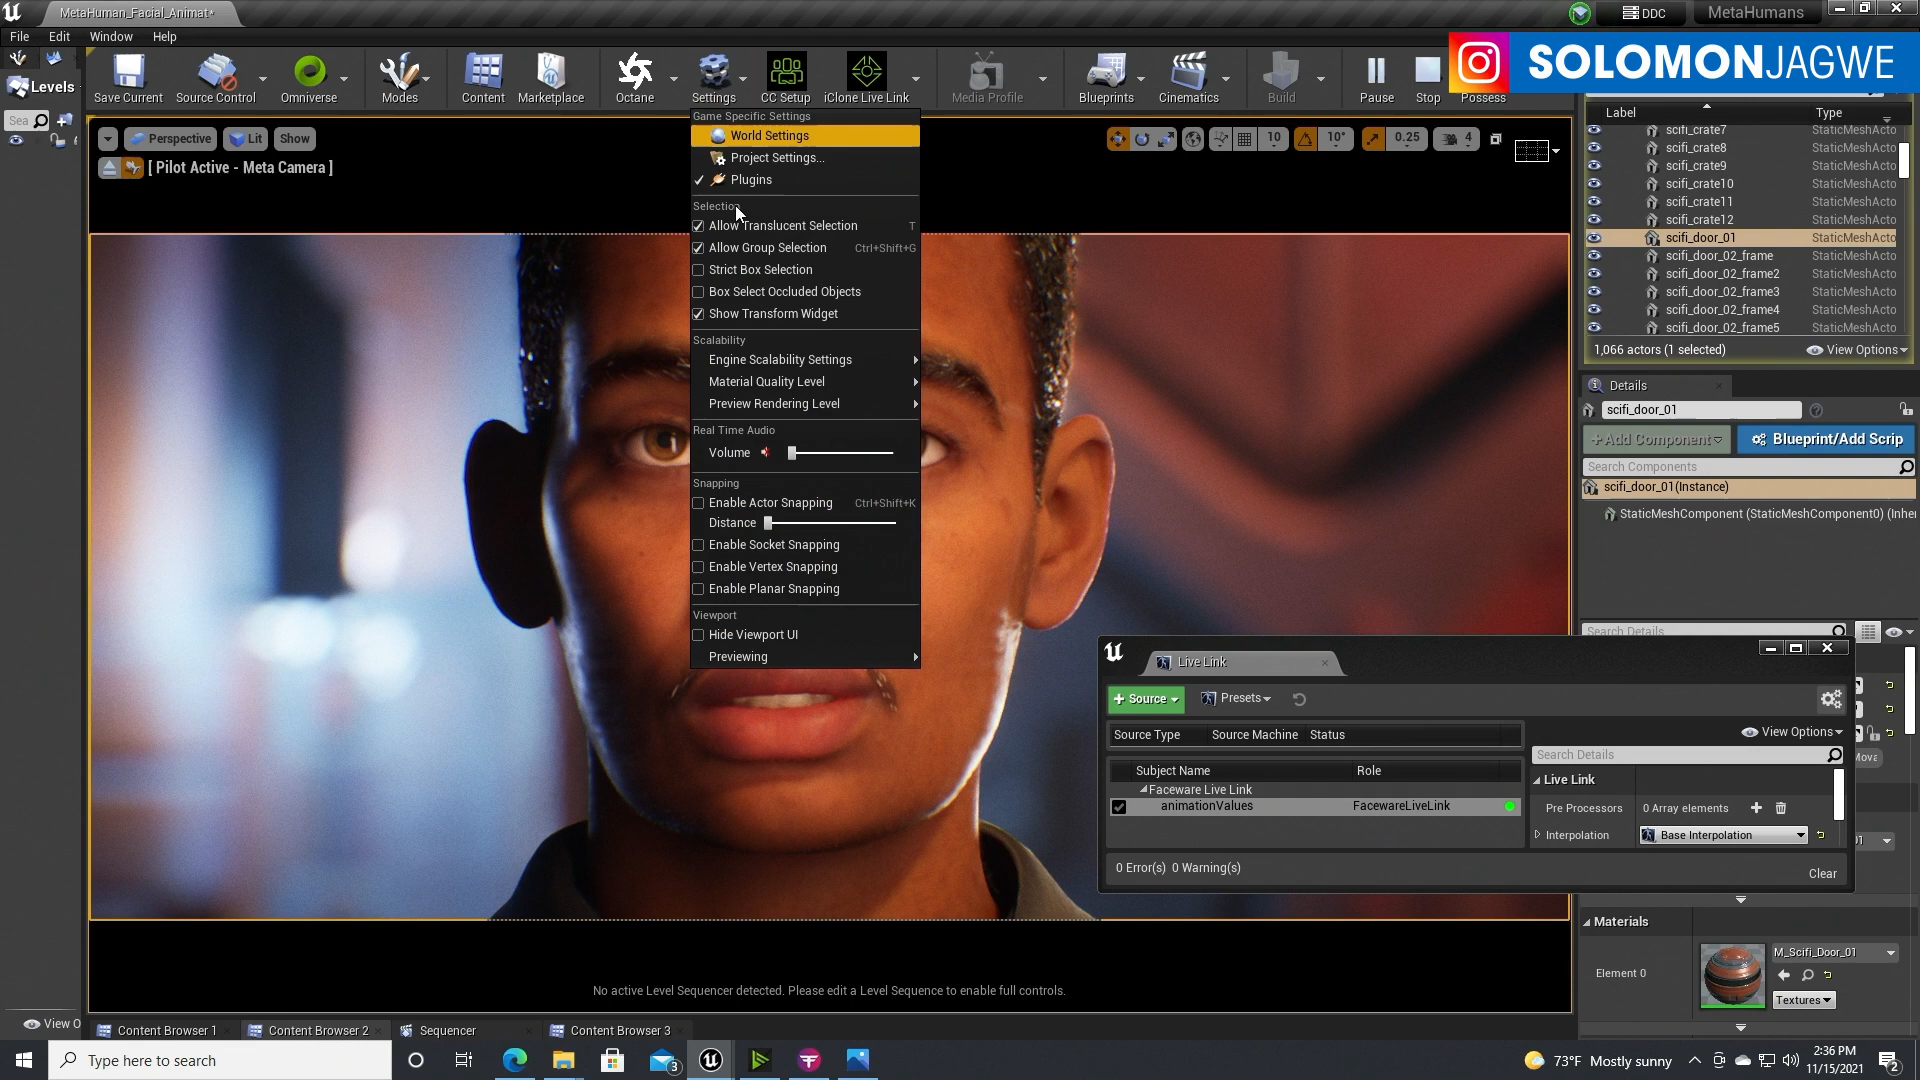 MetaHuman_Facial_Animat*
DDC
MetaHumans
File Edit Window Help
SOLOMONJAGWE
Levels
Save Current
Source Control
Omniverse
Modes
Content
Marketplace
Octane
Settings
CC Setup
iClone Live Link
Media Profile
Blueprints
Cinematics
Build
Pause
Stop
Possess
Sea
Perspective
Lit
Show
[ Pilot Active - Meta Camera ]
10
10°
0.25
4
Game Specific Settings
World Settings
Project Settings...
Plugins
Selection
Allow Translucent Selection T
Allow Group Selection Ctrl+Shift+G
Strict Box Selection
Box Select Occluded Objects
Show Transform Widget
Scalability
Engine Scalability Settings
Material Quality Level
Preview Rendering Level
Real Time Audio
Volume
Snapping
Enable Actor Snapping Ctrl+Shift+K
Distance
Enable Socket Snapping
Enable Vertex Snapping
Enable Planar Snapping
Viewport
Hide Viewport UI
Previewing
Label Type
scifi_crate7 StaticMeshActo
scifi_crate8 StaticMeshActo
scifi_crate9 StaticMeshActo
scifi_crate10 StaticMeshActo
scifi_crate11 StaticMeshActo
scifi_crate12 StaticMeshActo
scifi_door_01 StaticMeshActo
scifi_door_02_frame StaticMeshActo
scifi_door_02_frame2 StaticMeshActo
scifi_door_02_frame3 StaticMeshActo
scifi_door_02_frame4 StaticMeshActo
scifi_door_02_frame5 StaticMeshActo
1,066 actors (1 selected) View Options
Details
scifi_door_01
+Add Component
Blueprint/Add Scrip
Search Components
scifi_door_01(Instance)
StaticMeshComponent (StaticMeshComponent0) (Inher
Search Details
Live Link
+ Source
Presets
Source Type Source Machine Status
View Options
Search Details
Subject Name Role
Faceware Live Link
animationValues FacewareLiveLink
Live Link
Pre Processors 0 Array elements
Interpolation Base Interpolation
0 Error(s) 0 Warning(s)
Clear
Materials
Element 0
M_Scifi_Door_01
Textures
No active Level Sequencer detected. Please edit a Level Sequence to enable full controls.
View O
Content Browser 1
Content Browser 2
Sequencer
Content Browser 3
Type here to search
3
73°F Mostly sunny
2:36 PM
11/15/2021
2